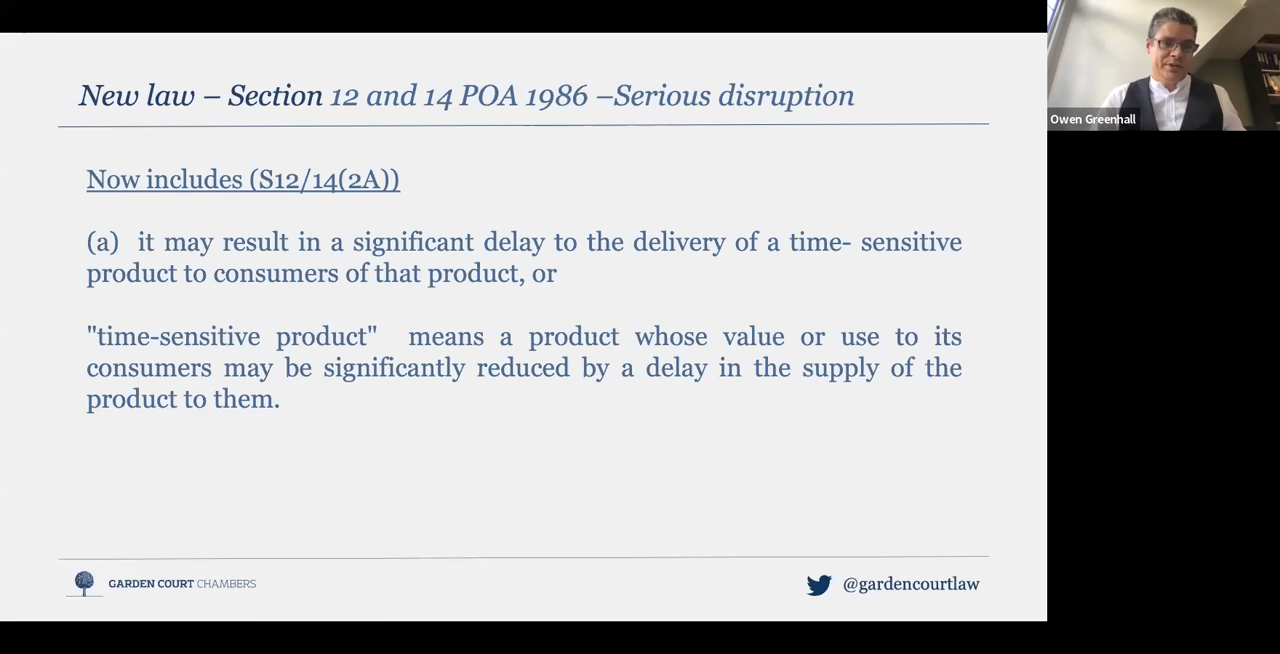 New law – Section 12 and 14 POA 1986 –Serious disruption
Owen Greenhall
Now includes (S12/14(2A))
(a) it may result in a significant delay to the delivery of a time- sensitive
product to consumers of that product, or
"time-sensitive product" means a product whose value or use to its
consumers may be significantly reduced by a delay in the supply of the
product to them.
GARDEN COURT CHAMBERS
@gardencourtlaw